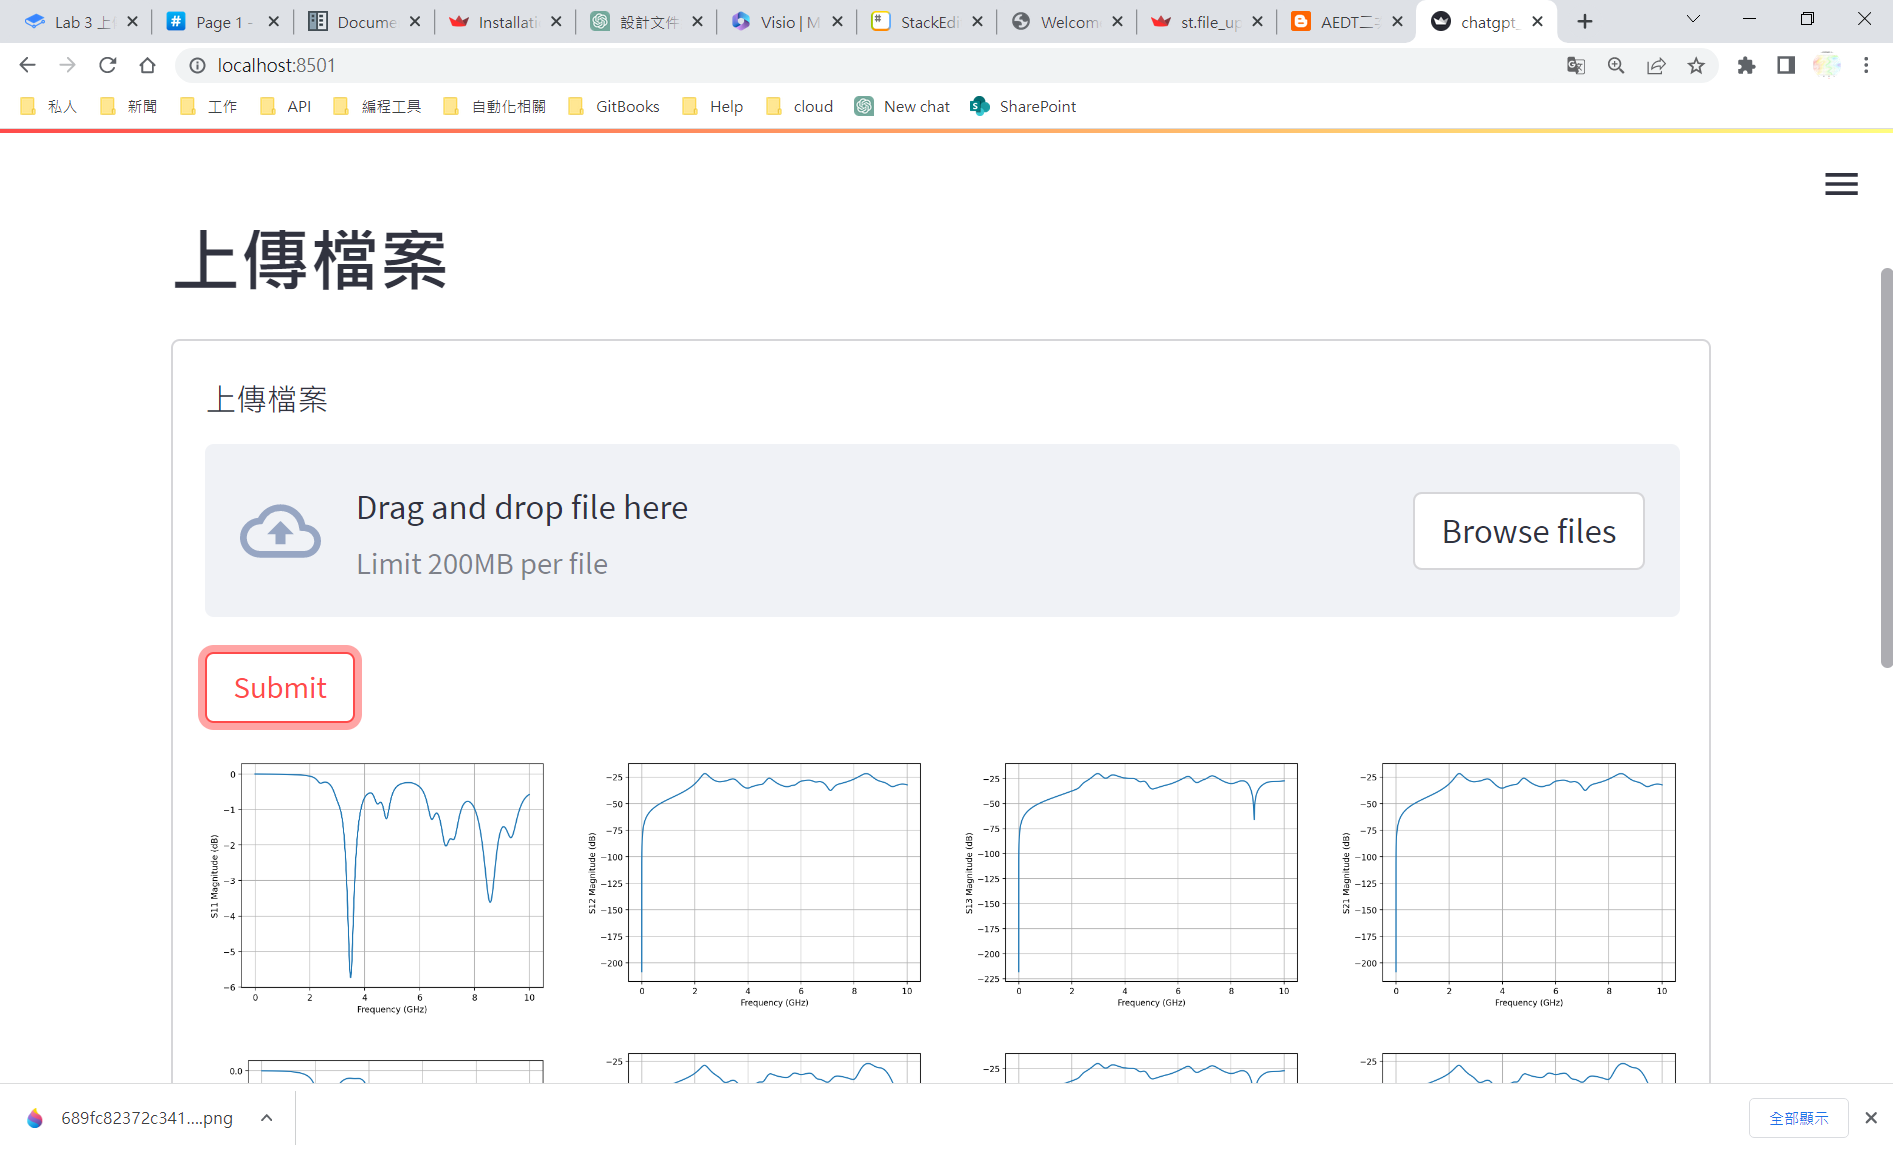 Lab 3 上
Page 1 -
Docume
Installati
設計文件
Visio | M
StackEdi
Welcom
st.file_up
AEDT二
chatgpt_
localhost:8501
私人
新聞
工作
API
編程工具
自動化相關
GitBooks
Help
cloud
New chat
SharePoint
上傳檔案
上傳檔案
Drag and drop file here
Limit 200MB per file
Browse files
Submit
0
−1
−2
−3
−4
−5
−6
S11 Magnitude (dB)
0 2 4 6 8 10
Frequency (GHz)
−25
−50
−75
−100
−125
−150
−175
−200
S12 Magnitude (dB)
0 2 4 6 8 10
Frequency (GHz)
−25
−50
−75
−100
−125
−150
−175
−200
−225
S13 Magnitude (dB)
0 2 4 6 8 10
Frequency (GHz)
−25
−50
−75
−100
−125
−150
−175
−200
S21 Magnitude (dB)
0 2 4 6 8 10
Frequency (GHz)
0.0
−25
−25
−25
689fc82372c341....png
全部顯示